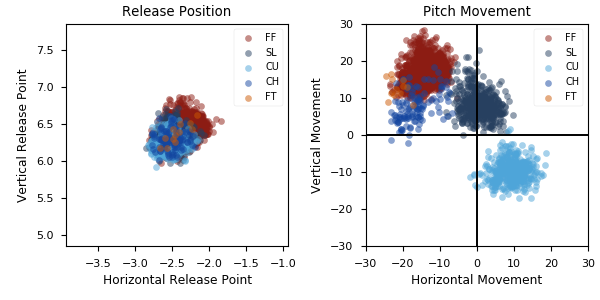 Release Position
Vertical Release Point
7.5
7.0
6.5
6.0
5.5
5.0
−3.5 −3.0 −2.5 −2.0 −1.5 −1.0
Horizontal Release Point
FF
SL
CU
CH
FT
Pitch Movement
Vertical Movement
30
20
10
0
−10
−20
−30
−30 −20 −10 0 10 20 30
Horizontal Movement
FF
SL
CU
CH
FT